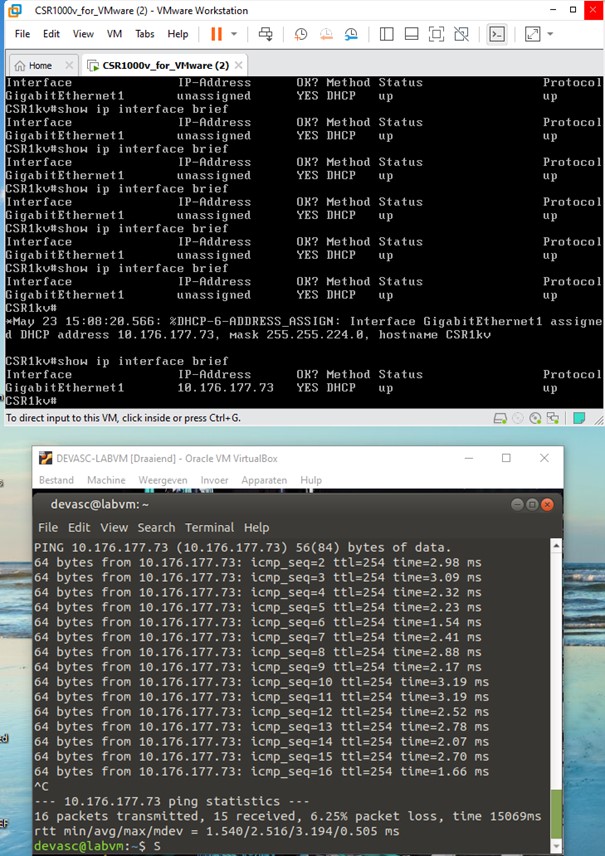 CSR1000v_for_VMware (2) - VMware Workstation
File Edit View VM Tabs Help
Home CSR1000v_for_VMware (2)
Interface IP-Address OK? Method Status Protocol
GigabitEthernet1 unassigned YES DHCP up up
CSR1kv#show ip interface brief
Interface IP-Address OK? Method Status Protocol
GigabitEthernet1 unassigned YES DHCP up up
CSR1kv#show ip interface brief
Interface IP-Address OK? Method Status Protocol
GigabitEthernet1 unassigned YES DHCP up up
CSR1kv#show ip interface brief
Interface IP-Address OK? Method Status Protocol
GigabitEthernet1 unassigned YES DHCP up up
CSR1kv#show ip interface brief
Interface IP-Address OK? Method Status Protocol
GigabitEthernet1 unassigned YES DHCP up up
CSR1kv#show ip interface brief
Interface IP-Address OK? Method Status Protocol
GigabitEthernet1 unassigned YES DHCP up up
CSR1kv#
*May 23 15:08:20.566: %DHCP-6-ADDRESS_ASSIGN: Interface GigabitEthernet1 assigne
d DHCP address 10.176.177.73, mask 255.255.224.0, hostname CSR1kv
CSR1kv#show ip interface brief
Interface IP-Address OK? Method Status Protocol
GigabitEthernet1 10.176.177.73 YES DHCP up up
CSR1kv#
To direct input to this VM, click inside or press Ctrl+G.
DEVASC-LABVM [Draaiend] - Oracle VM VirtualBox
Bestand Machine Weergeven Invoer Apparaten Hulp
devasc@labvm: ~
File Edit View Search Terminal Help
PING 10.176.177.73 (10.176.177.73) 56(84) bytes of data.
64 bytes from 10.176.177.73: icmp_seq=2 ttl=254 time=2.98 ms
64 bytes from 10.176.177.73: icmp_seq=3 ttl=254 time=3.09 ms
64 bytes from 10.176.177.73: icmp_seq=4 ttl=254 time=2.32 ms
64 bytes from 10.176.177.73: icmp_seq=5 ttl=254 time=2.23 ms
64 bytes from 10.176.177.73: icmp_seq=6 ttl=254 time=1.54 ms
64 bytes from 10.176.177.73: icmp_seq=7 ttl=254 time=2.41 ms
64 bytes from 10.176.177.73: icmp_seq=8 ttl=254 time=2.88 ms
64 bytes from 10.176.177.73: icmp_seq=9 ttl=254 time=2.17 ms
64 bytes from 10.176.177.73: icmp_seq=10 ttl=254 time=3.19 ms
64 bytes from 10.176.177.73: icmp_seq=11 ttl=254 time=3.19 ms
64 bytes from 10.176.177.73: icmp_seq=12 ttl=254 time=2.52 ms
64 bytes from 10.176.177.73: icmp_seq=13 ttl=254 time=2.78 ms
64 bytes from 10.176.177.73: icmp_seq=14 ttl=254 time=2.07 ms
64 bytes from 10.176.177.73: icmp_seq=15 ttl=254 time=2.70 ms
64 bytes from 10.176.177.73: icmp_seq=16 ttl=254 time=1.66 ms
^C
--- 10.176.177.73 ping statistics ---
16 packets transmitted, 15 received, 6.25% packet loss, time 15069ms
rtt min/avg/max/mdev = 1.540/2.516/3.194/0.505 ms
devasc@labvm:~$ S